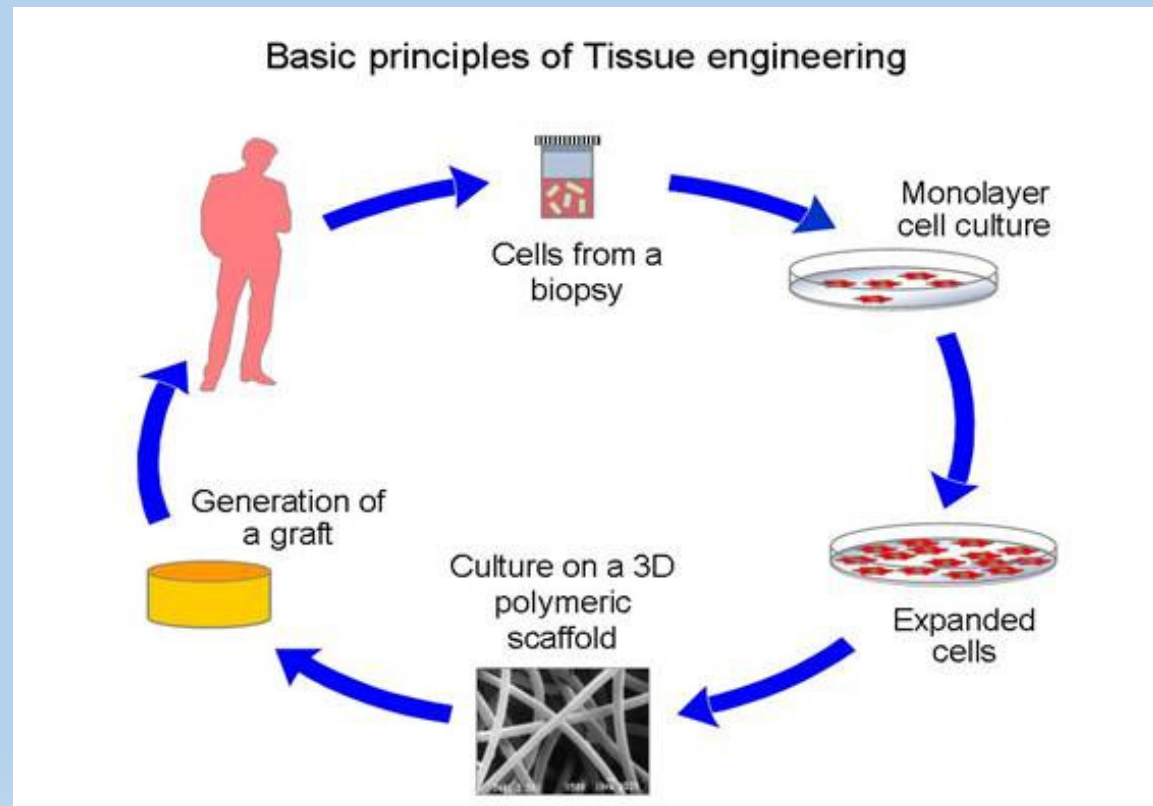 Basic principles of Tissue engineering
Cells from a
biopsy
Monolayer
cell culture
Expanded
cells
Culture on a 3D
polymeric
scaffold
Generation of
a graft